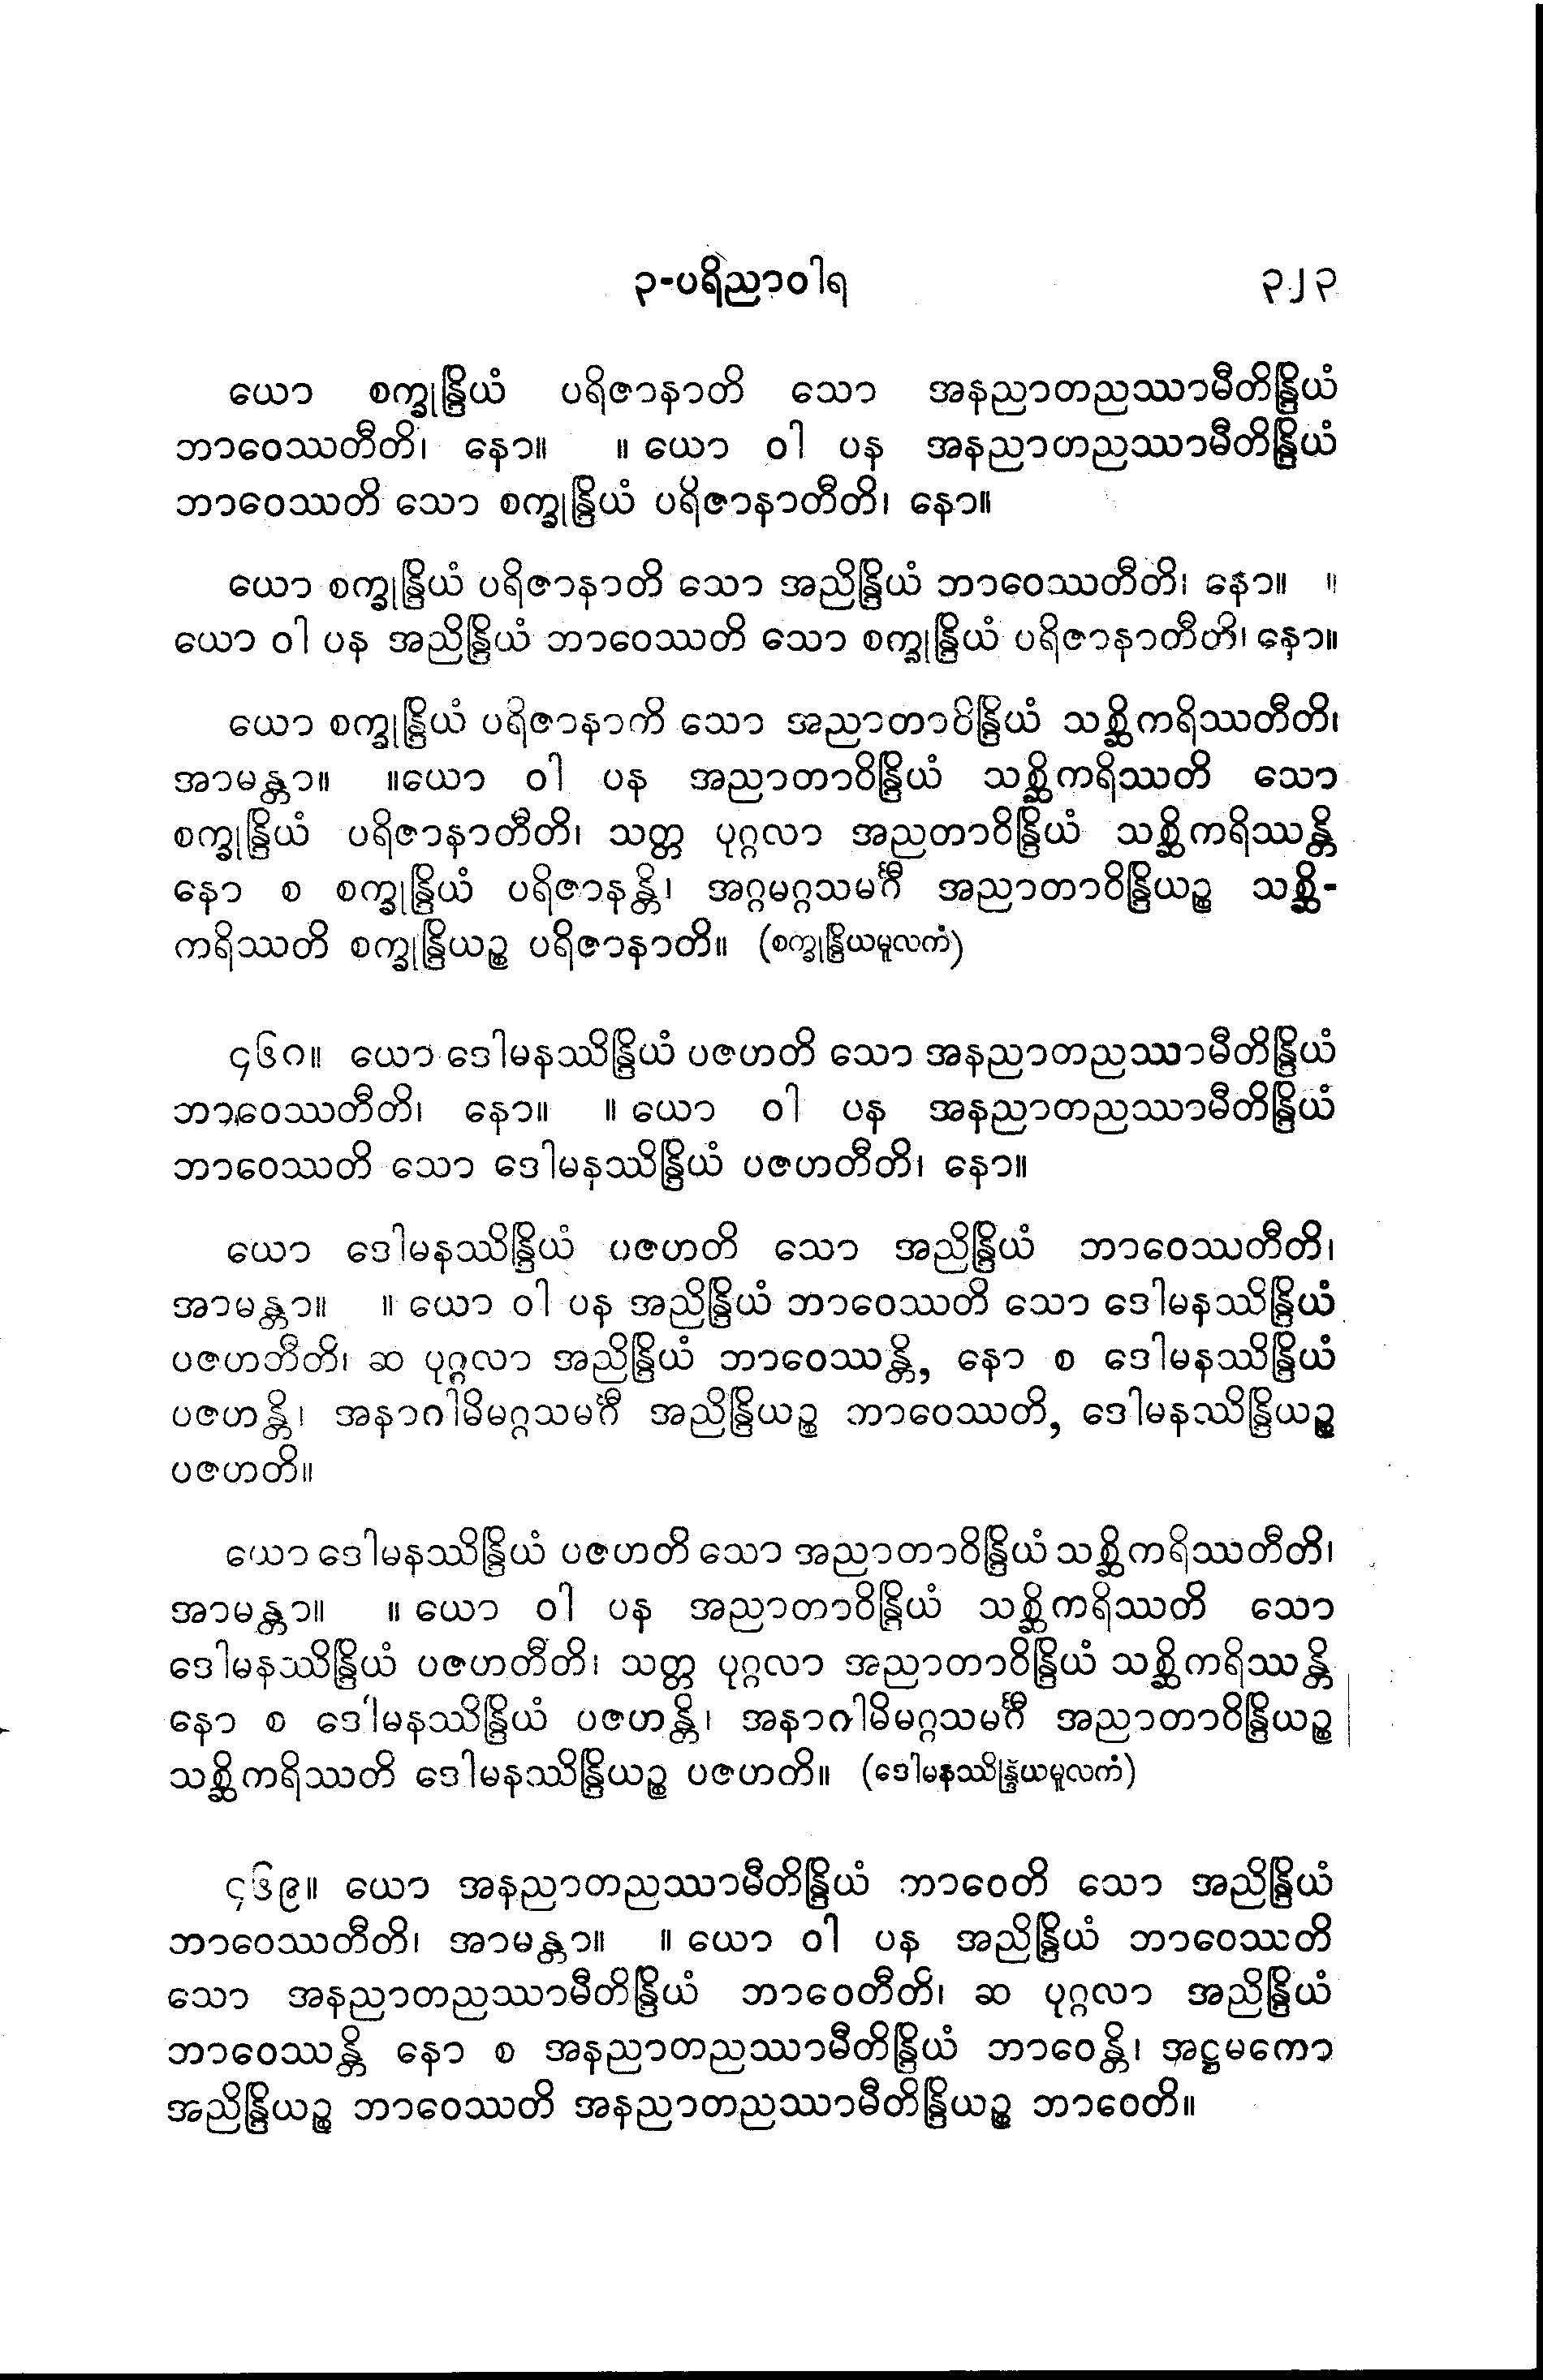 ၃-ပရိညာဝါရ ၃၂၃
ယော စက္ခုန္ဒြိယံ ပရိဇာနာတိ သော အနညာတညဿာမီတိန္ဒြိယံ
ဘာဝေဿတီတိ၊ နော။ ။ ယော ဝါ ပန အနညာတညဿာမီတိန္ဒြိယံ
ဘာဝေဿတိ သော စက္ခုန္ဒြိယံ ပရိဇာနာတီတိ၊ နော။
ယော စက္ခုန္ဒြိယံ ပရိဇာနာတိ သော အညိန္ဒြိယံ ဘာဝေဿတီတိ၊ နော။ ။
ယော ဝါ ပန အညိန္ဒြိယံ ဘာဝေဿတိ သော စက္ခုန္ဒြိယံ ပရိဇာနာတီတိ၊ နော။
ယော စက္ခုန္ဒြိယံ ပရိဇာနာတိ သော အညာတာဝိန္ဒြိယံ သစ္ဆိကရိဿတီတိ၊
အာမန္တာ။ ။ယော ဝါ ပန အညာတာဝိန္ဒြိယံ သစ္ဆိကရိဿတိ သော
စက္ခုန္ဒြိယံ ပရိဇာနာတီတိ၊ သတ္တ ပုဂ္ဂလာ အညတာဝိန္ဒြိယံ သစ္ဆိကရိဿန္တိ
နော စ စက္ခုန္ဒြိယံ ပရိဇာနန္တိ၊ အဂ္ဂမဂ္ဂသမင်္ဂီ အညာတာဝိန္ဒြိယဉ္စ သစ္ဆိ-
ကရိဿတိ စက္ခုန္ဒြိယဉ္စ ပရိဇာနာတိ။ (စက္ခုန္ဒြိယမူလကံ)
၄၆၈။ ယော ဒေါမနဿိန္ဒြိယံ ပဇဟတိ သော အနညာတညဿာမီတိန္ဒြိယံ
ဘာဝေဿတီတိ၊ နော။ ။ ယော ဝါ ပန အနညာတညဿာမီတိန္ဒြိယံ
ဘာဝေဿတိ သော ဒေါမနဿိန္ဒြိယံ ပဇဟတီတိ၊ နော။
ယော ဒေါမနဿိန္ဒြိယံ ပဇဟတိ သော အညိန္ဒြိယံ ဘာဝေဿတီတိ၊
အာမန္တာ။ ။ ယော ဝါ ပန အညိန္ဒြိယံ ဘာဝေဿတိ သော ဒေါမနဿိန္ဒြိယံ
ပဇဟတီတိ၊ ဆ ပုဂ္ဂလာ အညိန္ဒြိယံ ဘာဝေဿန္တိ, နော စ ဒေါမနဿိန္ဒြိယံ
ပဇဟန္တိ၊ အနာဂါမိမဂ္ဂသမင်္ဂီ အညိန္ဒြိယဉ္စ ဘာဝေဿတိ, ဒေါမနဿိန္ဒြိယဉ္စ
ပဇဟတိ။
ယော ဒေါမနဿိန္ဒြိယံ ပဇဟတိ သော အညာတာဝိန္ဒြိယံ သစ္ဆိကရိဿတီတိ၊
အာမန္တာ။ ။ ယော ဝါ ပန အညာတာဝိန္ဒြိယံ သစ္ဆိကရိဿတိ သော
ဒေါမနဿိန္ဒြိယံ ပဇဟတီတိ၊ သတ္တ ပုဂ္ဂလာ အညာတာဝိန္ဒြိယံ သစ္ဆိကရိဿန္တိ
နော စ ဒေါမနဿိန္ဒြိယံ ပဇဟန္တိ၊ အနာဂါမိမဂ္ဂသမင်္ဂီ အညာတာဝိန္ဒြိယဉ္စ
သစ္ဆိကရိဿတိ ဒေါမနဿိန္ဒြိယဉ္စ ပဇဟတိ။ (ဒေါမနဿိန္ဒြိယမူလကံ)
၄၆၉။ ယော အနညာတညဿာမီတိန္ဒြိယံ ဘာဝေတိ သော အညိန္ဒြိယံ
ဘာဝေဿတီတိ၊ အာမန္တာ။ ။ ယော ဝါ ပန အညိန္ဒြိယံ ဘာဝေဿတိ
သော အနညာတညဿာမီတိန္ဒြိယံ ဘာဝေတီတိ၊ ဆ ပုဂ္ဂလာ အညိန္ဒြိယံ
ဘာဝေဿန္တိ နော စ အနညာတညဿာမီတိန္ဒြိယံ ဘာဝေန္တိ၊ အဋ္ဌမကော
အညိန္ဒြိယဉ္စ ဘာဝေဿတိ အနညာတညဿာမီတိန္ဒြိယဉ္စ ဘာဝေတိ။